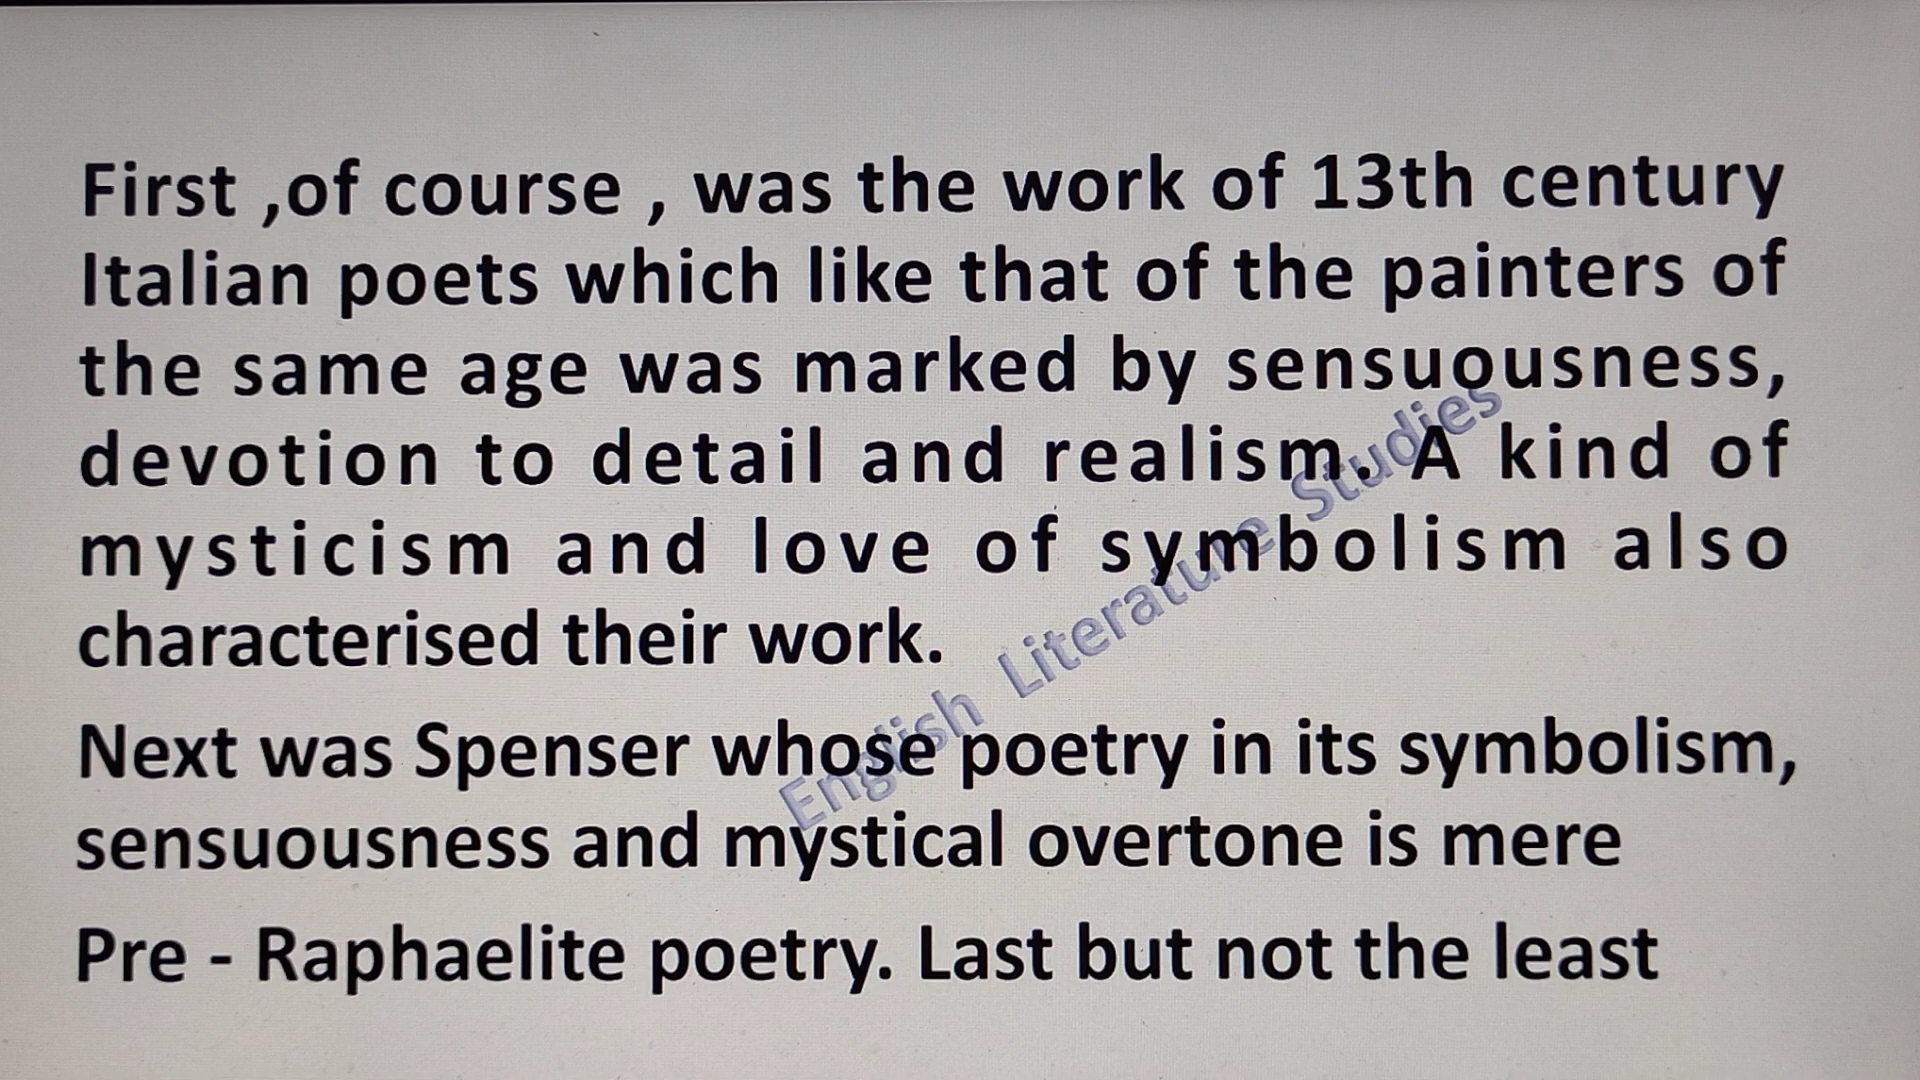 First ,of course , was the work of 13th century
Italian poets which like that of the painters of
the same age was marked by sensuousness,
devotion to detail and realism. A kind of
mysticism and love of symbolism also
characterised their work.
Next was Spenser whose poetry in its symbolism,
sensuousness and mystical overtone is mere
Pre - Raphaelite poetry. Last but not the least
English Literature Studies